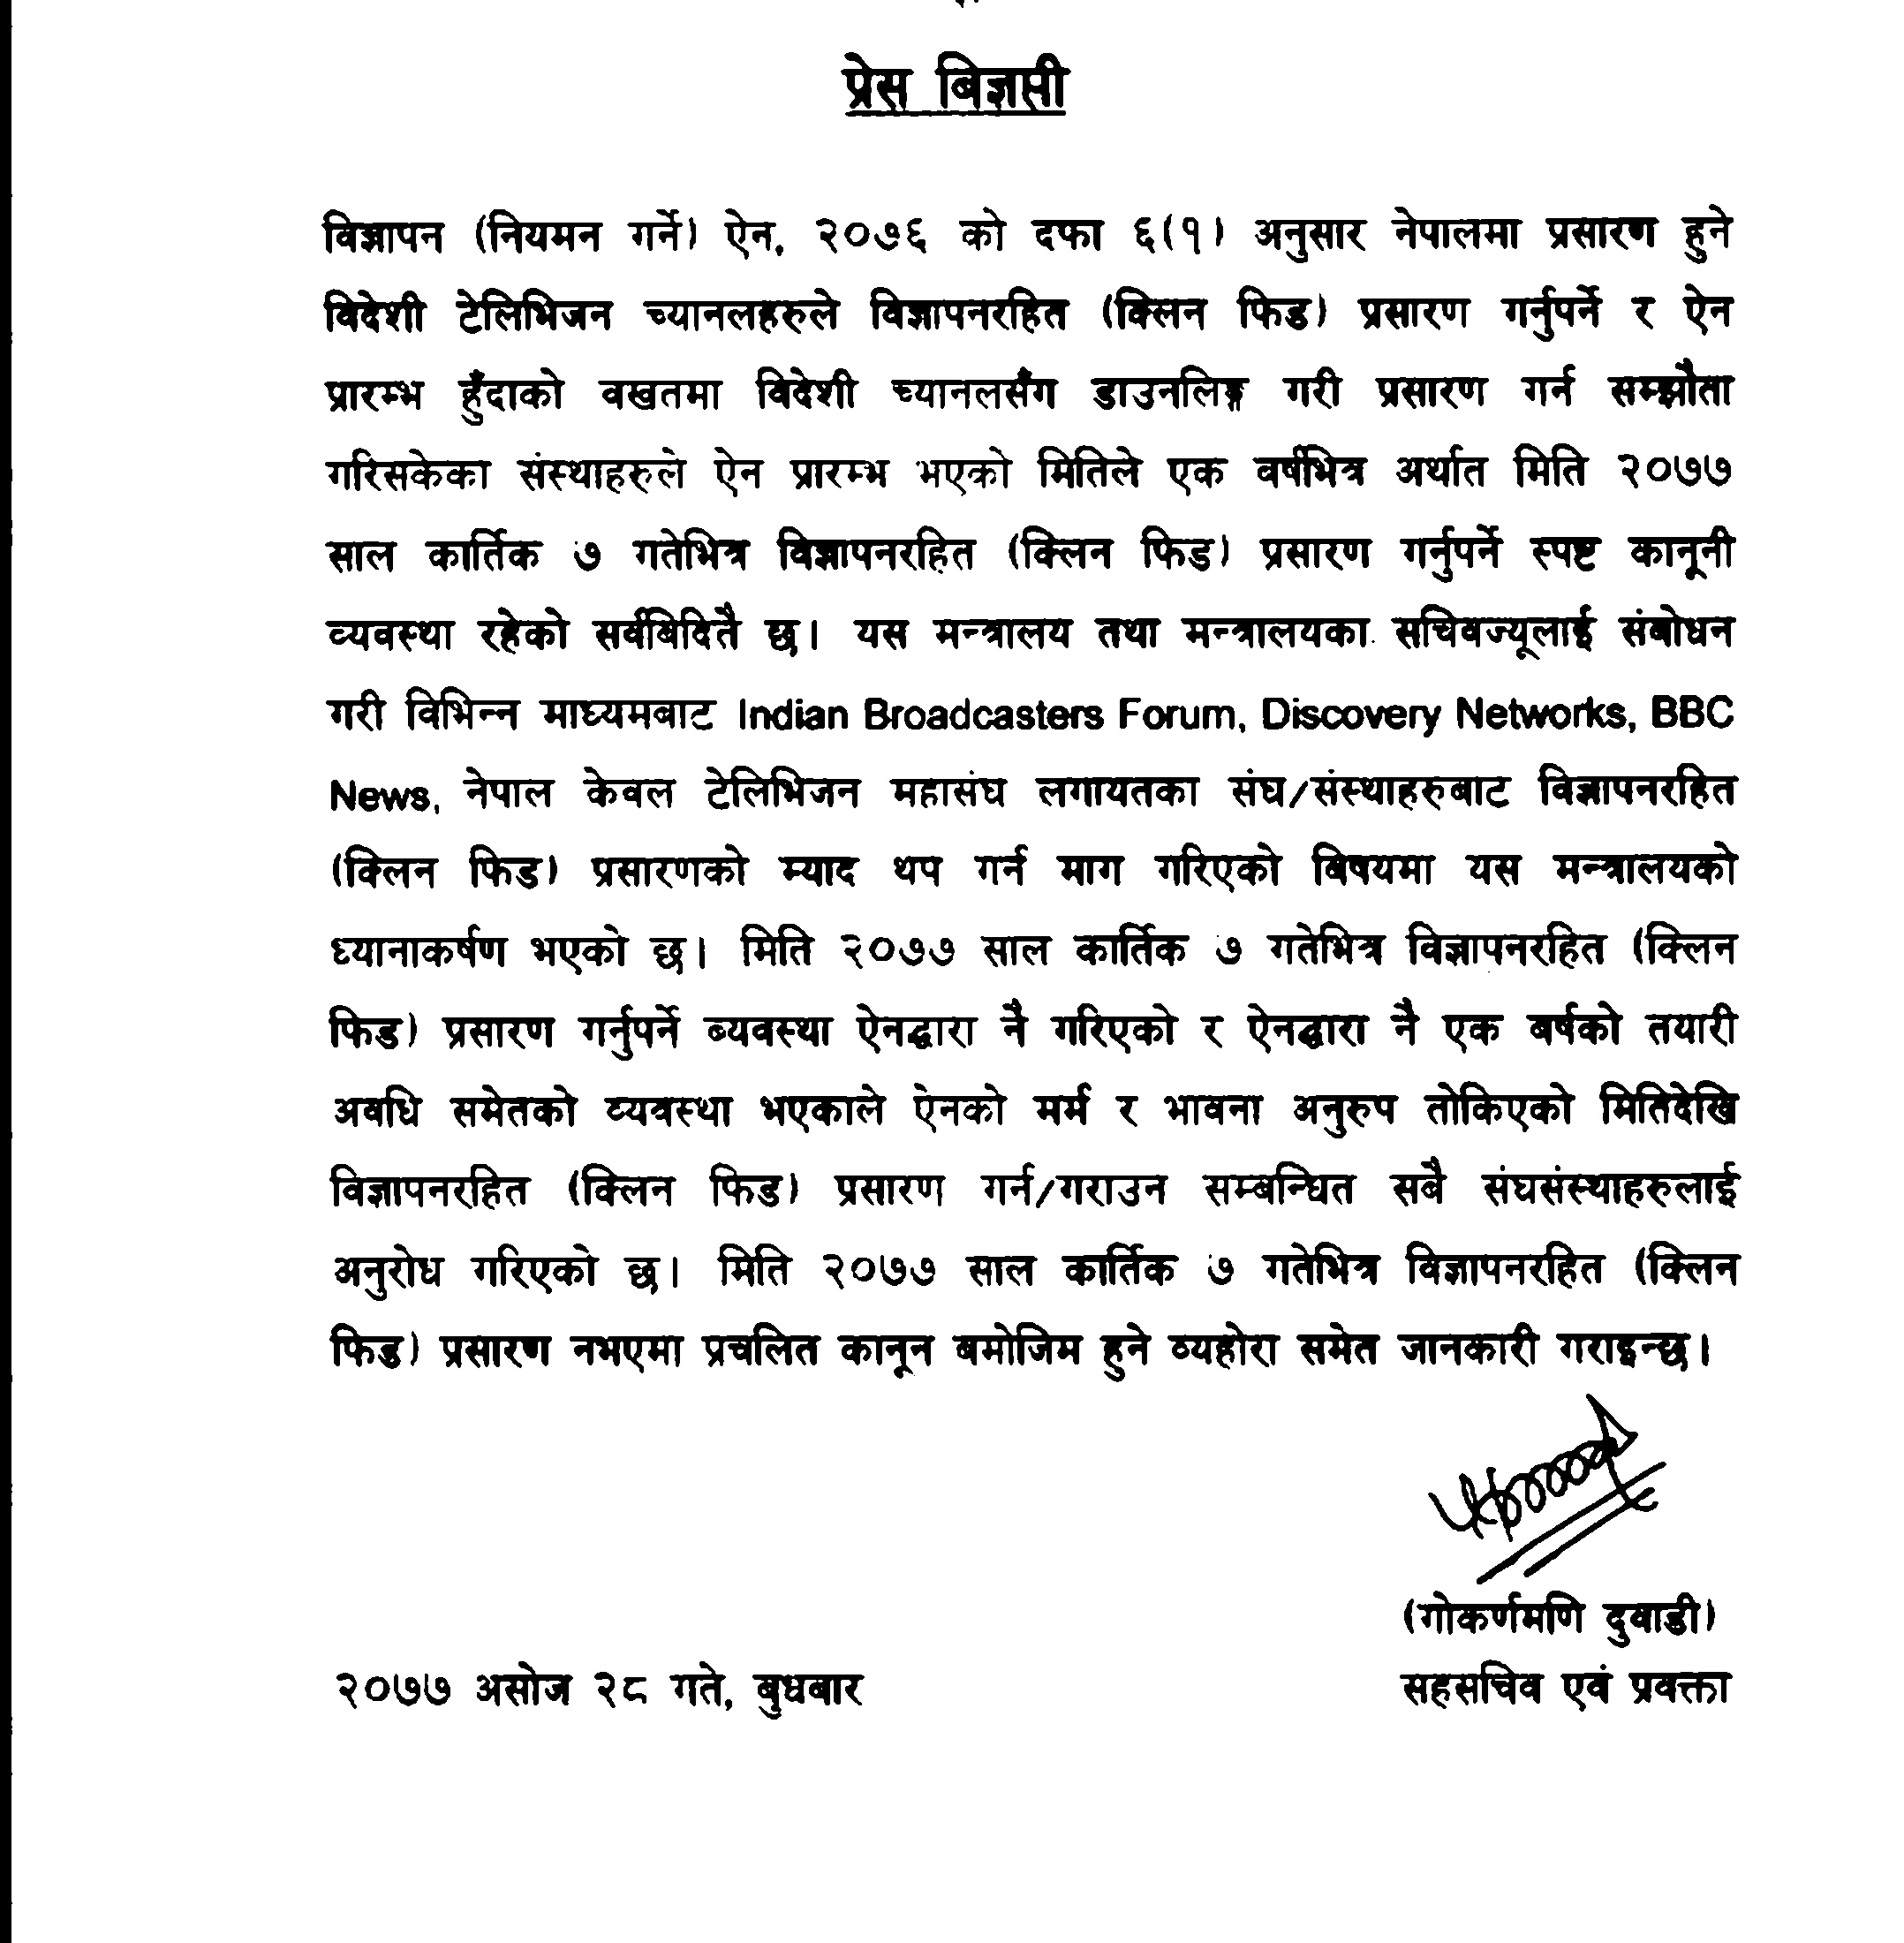 प्रेस बिज्ञप्ती
विज्ञापन (नियमन गर्ने) ऐन, २०७६ को दफा ६(१) अनुसार नेपालमा प्रसारण हुने
विदेशी टेलिभिजन च्यानलहरुले विज्ञापनरहित (क्लिन फिड) प्रसारण गर्नुपर्ने र ऐन
प्रारम्भ हुँदाको वखतमा विदेशी च्यानलसँग डाउनलिङ्क गरी प्रसारण गर्न सम्झौता
गरिसकेका संस्थाहरुले ऐन प्रारम्भ भएको मितिले एक वर्षभित्र अर्थात मिति २०७७
साल कार्तिक ७ गतेभित्र विज्ञापनरहित (क्लिन फिड) प्रसारण गर्नुपर्ने स्पष्ट कानूनी
व्यवस्था रहेको सर्वबिदितै छ। यस मन्त्रालय तथा मन्त्रालयका सचिवज्यूलाई संबोधन
गरी विभिन्न माध्यमबाट Indian Broadcasters Forum, Discovery Networks, BBC
News, नेपाल केवल टेलिभिजन महासंघ लगायतका संघ/संस्थाहरुबाट विज्ञापनरहित
(क्लिन फिड) प्रसारणको म्याद थप गर्न माग गरिएको बिषयमा यस मन्त्रालयको
ध्यानाकर्षण भएको छ। मिति २०७७ साल कार्तिक ७ गतेभित्र विज्ञापनरहित (क्लिन
फिड) प्रसारण गर्नुपर्ने ब्यवस्था ऐनद्धारा नै गरिएको र ऐनद्धारा नै एक बर्षको तयारी
अवधि समेतको व्यवस्था भएकाले ऐनको मर्म र भावना अनुरुप तोकिएको मितिदेखि
विज्ञापनरहित (क्लिन फिड) प्रसारण गर्न/गराउन सम्बन्धित सबै संघसंस्थाहरुलाई
अनुरोध गरिएको छ। मिति २०७७ साल कार्तिक ७ गतेभित्र विज्ञापनरहित (क्लिन
फिड) प्रसारण नभएमा प्रचलित कानून बमोजिम हुने व्यहोरा समेत जानकारी गराइन्छ।
(गोकर्णमणि दुवाडी)
२०७७ असोज २८ गते, बुधबार
सहसचिव एवं प्रवक्ता